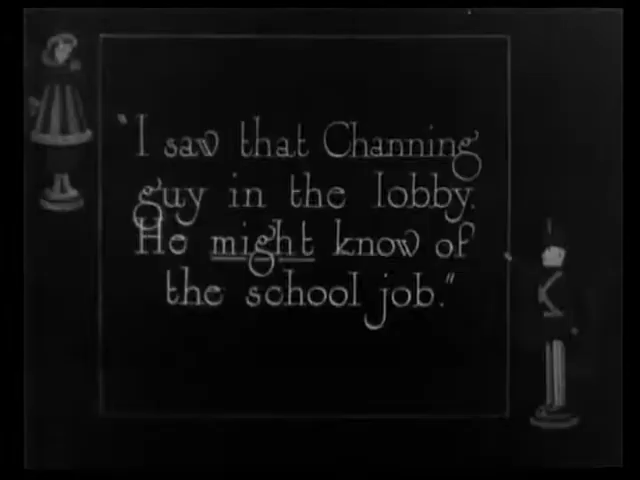 "I saw that Channing
guy in the lobby.
He might know of
the school job."